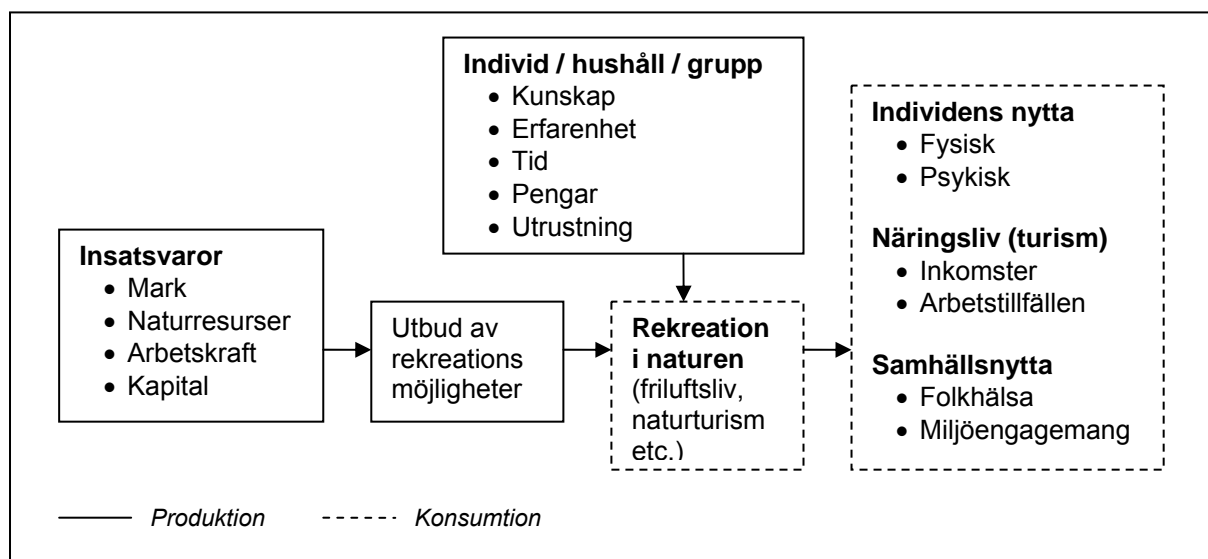 Individ / hushåll / grupp
• Kunskap
• Erfarenhet
• Tid
• Pengar
• Utrustning
Insatsvaror
• Mark
• Naturresurser
• Arbetskraft
• Kapital
Utbud av
rekreations
möjligheter
Rekreation
i naturen
(friluftsliv,
naturturism
etc.)
Individens nytta
• Fysisk
• Psykisk
Näringsliv (turism)
• Inkomster
• Arbetstillfällen
Samhällsnytta
• Folkhälsa
• Miljöengagemang
Produktion
Konsumtion